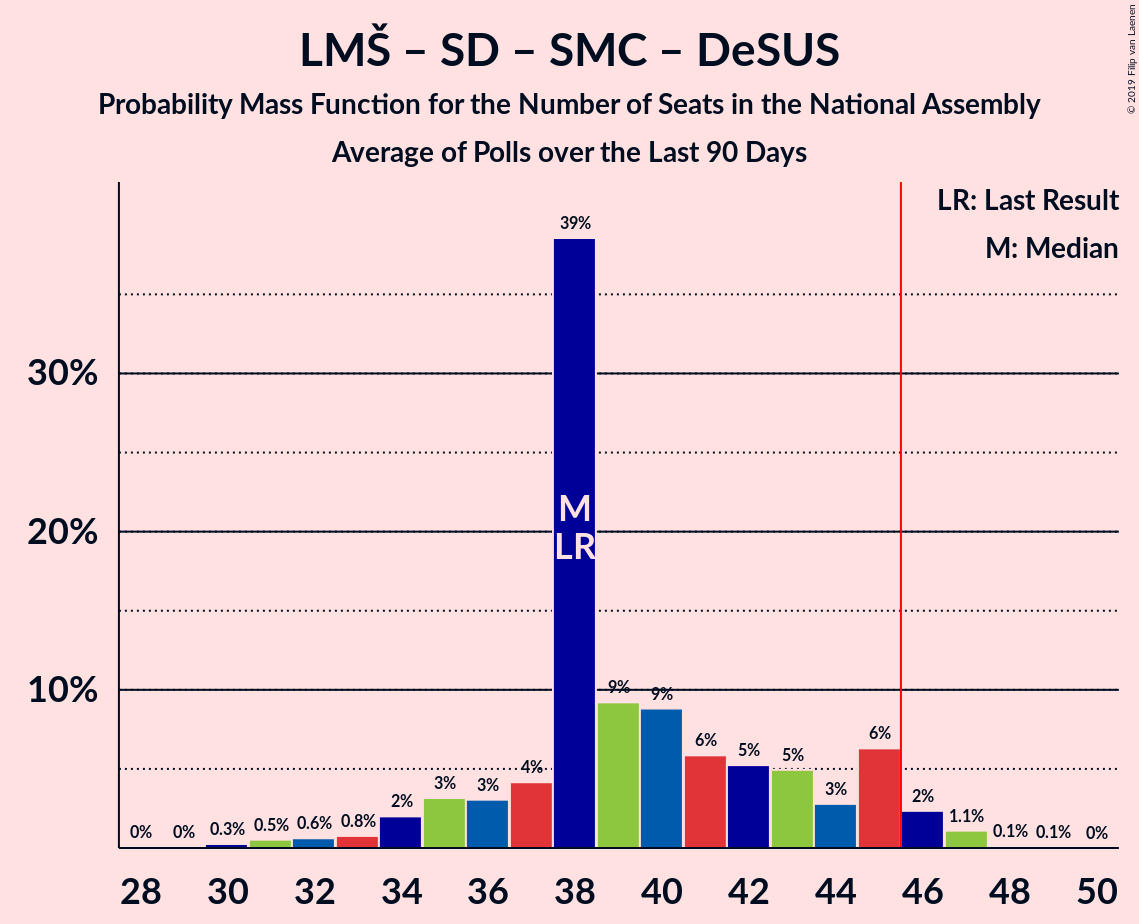 LMŠ – SD – SMC – DeSUS
Probability Mass Function for the Number of Seats in the National Assembly
Average of Polls over the Last 90 Days
© 2019 Filip van Laenen
LR: Last Result
M: Median
39%
30%
20%
10%
M
LR
0%
0%
0.3%
0.5%
0.6%
0.8%
2%
3%
3%
4%
9%
9%
6%
5%
5%
3%
6%
2%
1.1%
0.1%
0.1%
0%
28 30 32 34 36 38 40 42 44 46 48 50